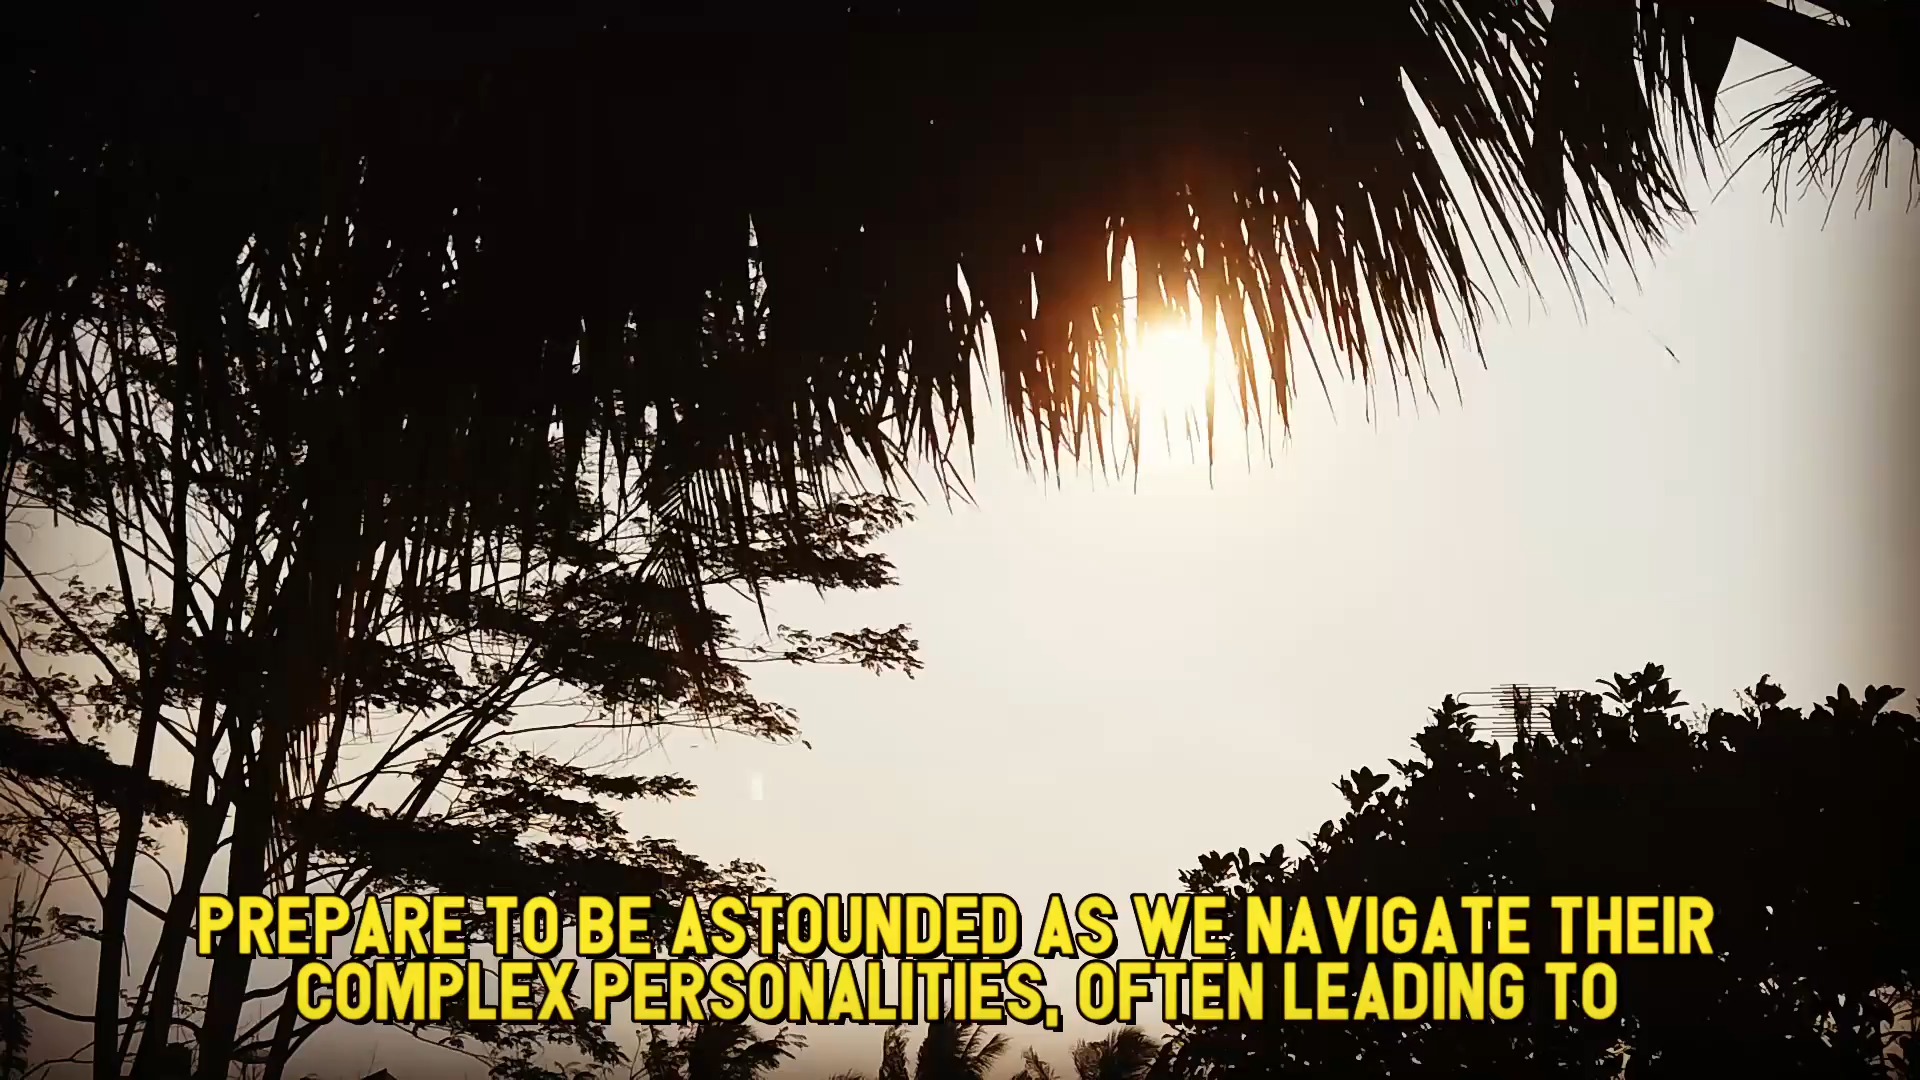 PREPARE TO BE ASTOUNDED AS WE NAVIGATE THEIR
COMPLEX PERSONALITIES, OFTEN LEADING TO